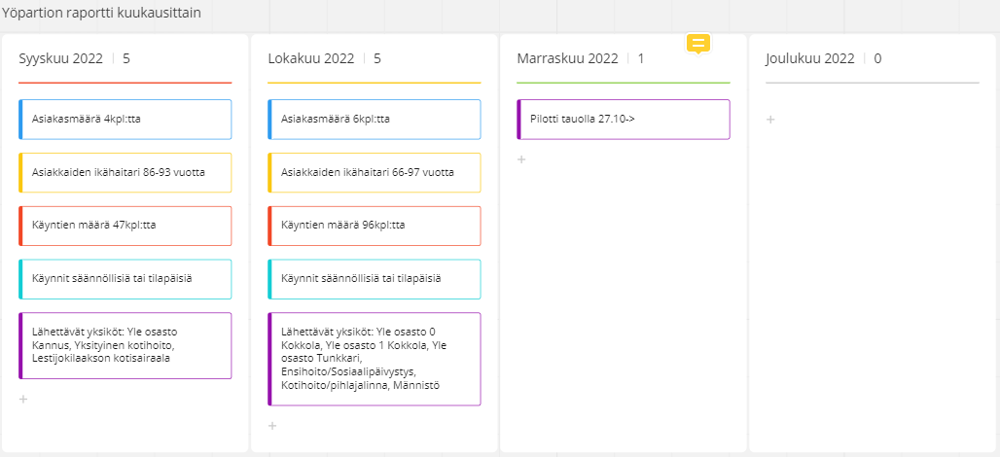 Yöpartion raportti kuukausittain
Syyskuu 2022 | 5
Asiakasmäärä 4kpl:tta
Asiakkaiden ikähaitari 86-93 vuotta
Käyntien määrä 47kpl:tta
Käynnit säännöllisiä tai tilapäisiä
Lähettävät yksiköt: Yle osasto
Kannus, Yksityinen kotihoito,
Lestijokilaakson kotisairaala
+
Lokakuu 2022 | 5
Asiakasmäärä 6kpl:tta
Asiakkaiden ikähaitari 66-97 vuotta
Käyntien määrä 96kpl:tta
Käynnit säännöllisiä tai tilapäisiä
Lähettävät yksiköt: Yle osasto 0
Kokkola, Yle osasto 1 Kokkola, Yle
osasto Tunkkari,
Ensihoito/Sosiaalipäivystys,
Kotihoito/pihlajalinna, Männistö
+
Marraskuu 2022 | 1
Pilotti tauolla 27.10->
+
Joulukuu 2022 | 0
+